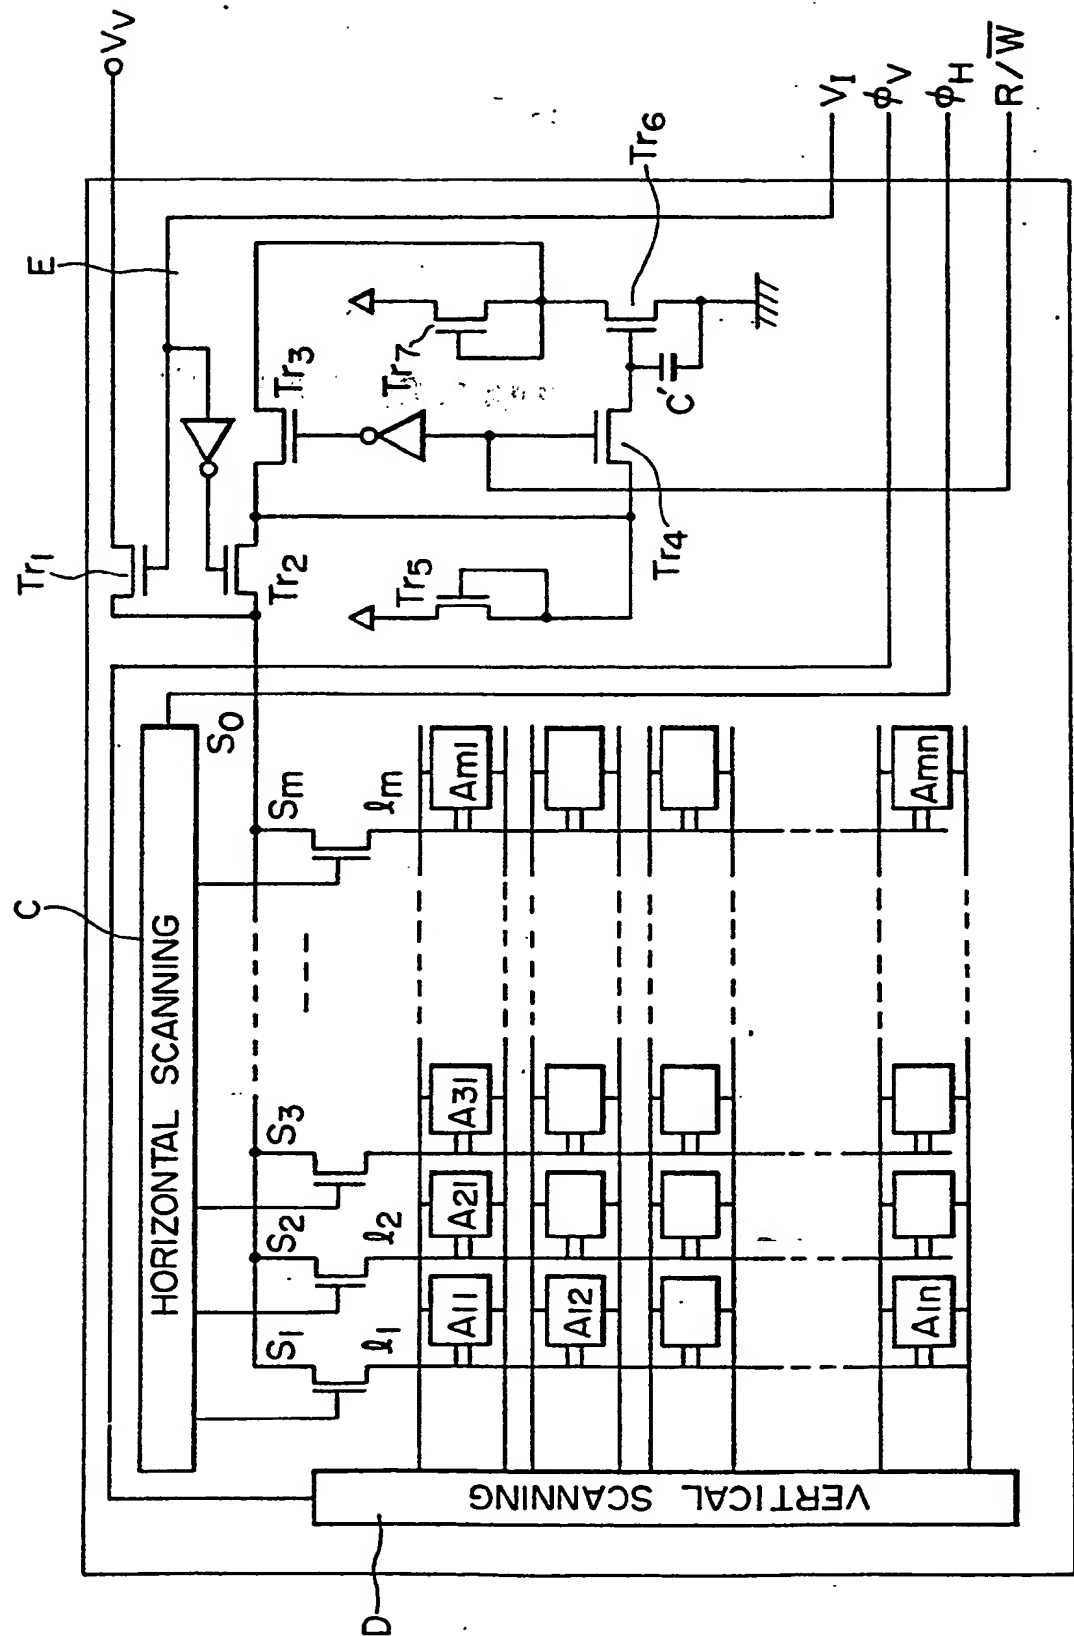 Vv
E
Tr1
Tr2
Tr3
Tr7
Tr6
C'
Tr5
Tr4
VI
ϕV
ϕH
R/W̅
C
HORIZONTAL SCANNING
S0
S1
S2
S3
Sm
ℓ1
ℓ2
ℓm
A11
A21
A31
Am1
A12
A1n
Amn
VERTICAL SCANNING
D